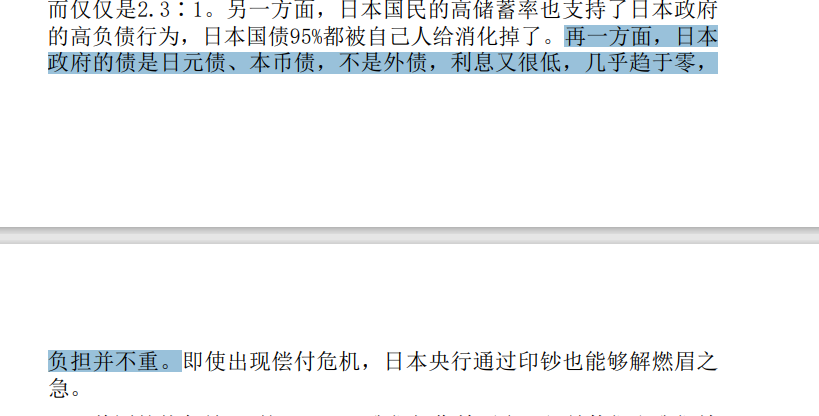 而仅仅是2.3∶1。另一方面，日本国民的高储蓄率也支持了日本政府
的高负债行为，日本国债95%都被自己人给消化掉了。再一方面，日本
政府的债是日元债、本币债，不是外债，利息又很低，几乎趋于零，
负担并不重。即使出现偿付危机，日本央行通过印钞也能够解燃眉之
急。